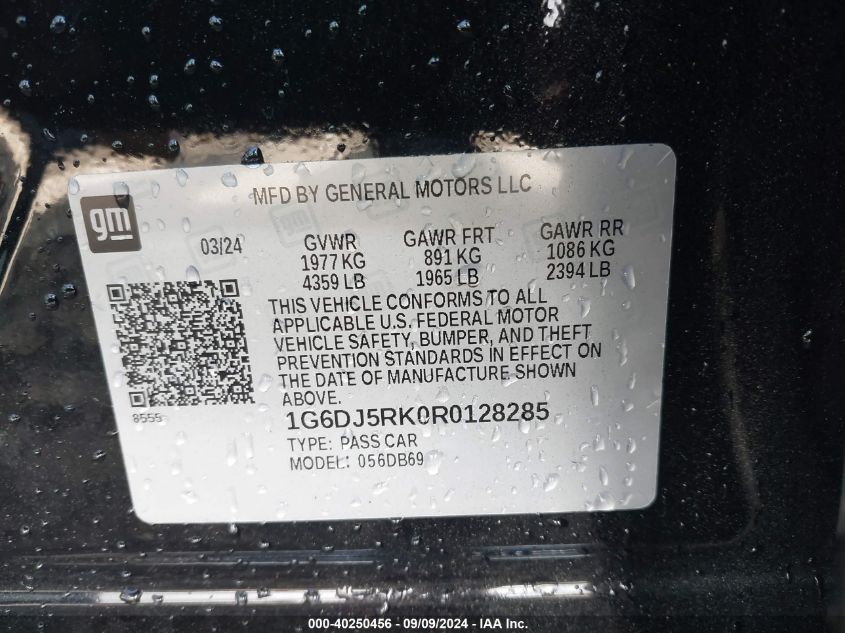 MFD BY GENERAL MOTORS LLC
gm
03/24
GVWR GAWR FRT GAWR RR
1977 KG 891 KG 1086 KG
4359 LB 1965 LB 2394 LB
THIS VEHICLE CONFORMS TO ALL
APPLICABLE U.S. FEDERAL MOTOR
VEHICLE SAFETY, BUMPER, AND THEFT
PREVENTION STANDARDS IN EFFECT ON
THE DATE OF MANUFACTURE SHOWN
ABOVE.
8555
1G6DJ5RK0R0128285
TYPE: PASS CAR
MODEL: 056DB69
000-40250456 - 09/09/2024 - IAA Inc.